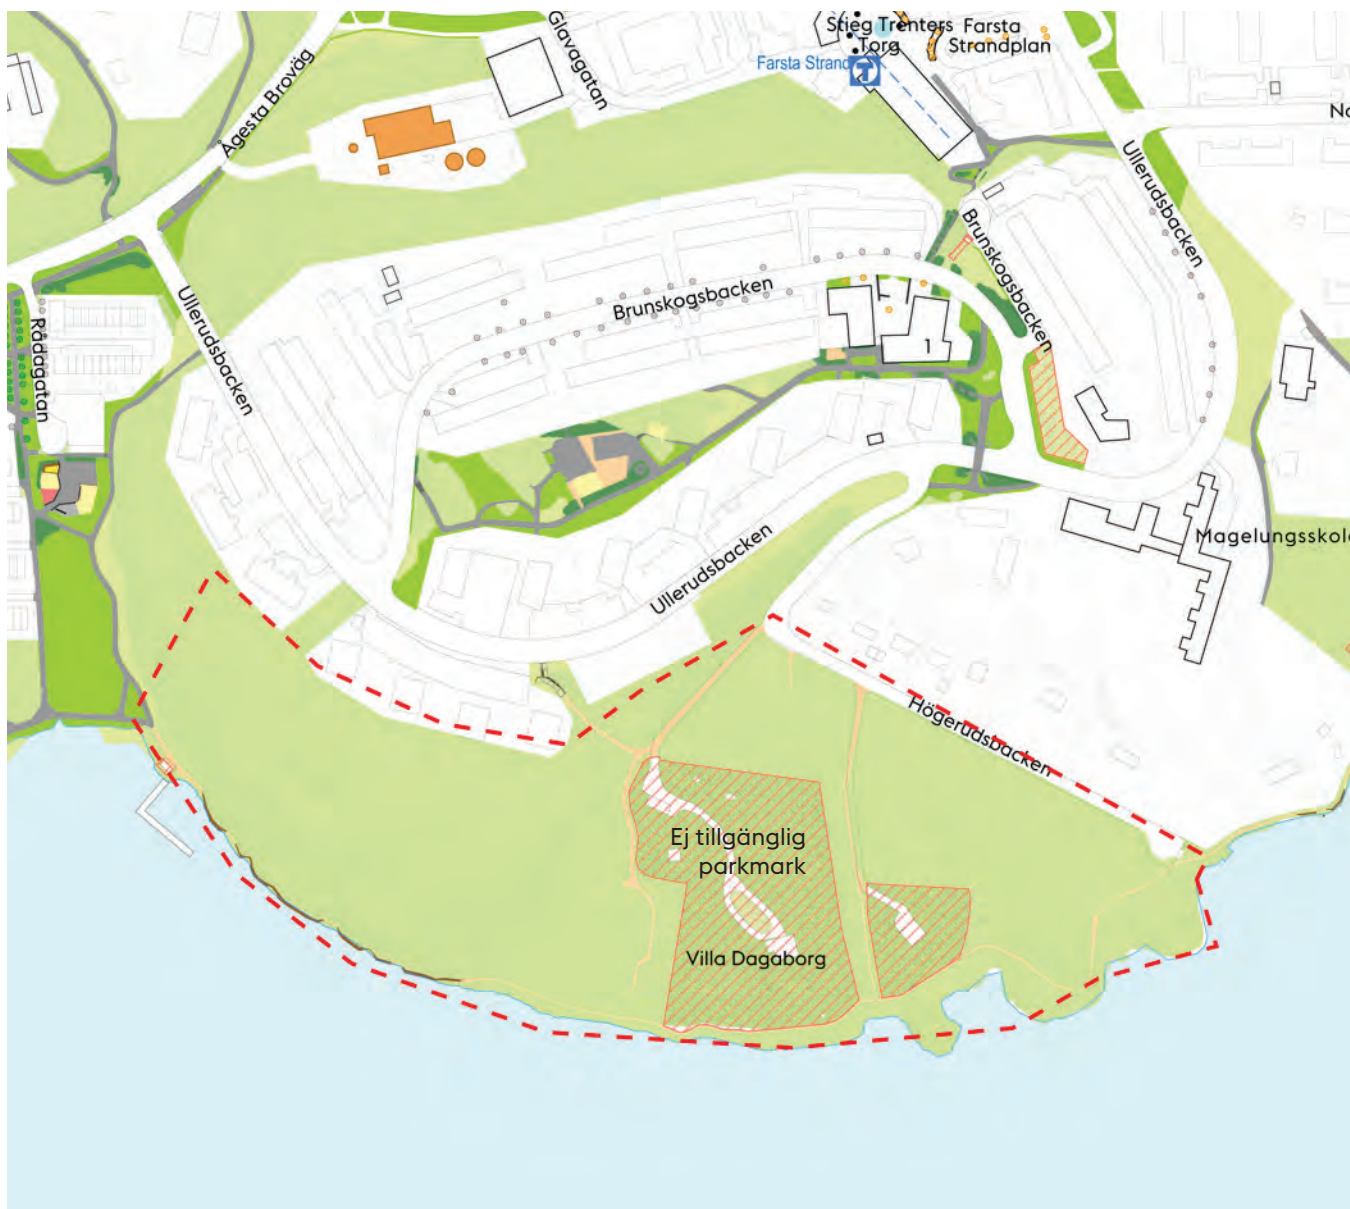 Stieg Trenters
Torg
Farsta
Strandplan
Farsta Strand
T
Glavagatan
Ågesta Broväg
Ullerudsbacken
Brunskogsbacken
Ullerudsbacken
Brunskogsbacken
Rådagatan
1
Magelungsskol
Ullerudsbacken
Högerudsbacken
Ej tillgänglig
parkmark
Villa Dagaborg